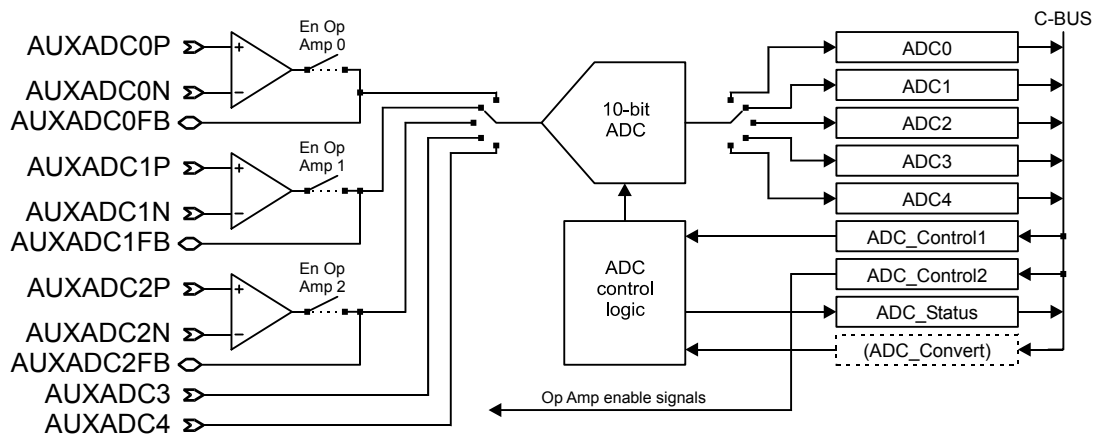 C-BUS
AUXADC0P
+
En Op
Amp 0
ADC0
AUXADC0N
−
ADC1
10-bit
ADC
AUXADC0FB
ADC2
AUXADC1P
+
En Op
Amp 1
ADC3
AUXADC1N
−
ADC4
AUXADC1FB
ADC_Control1
ADC
control
logic
AUXADC2P
+
En Op
Amp 2
ADC_Control2
AUXADC2N
−
ADC_Status
AUXADC2FB
(ADC_Convert)
AUXADC3
Op Amp enable signals
AUXADC4